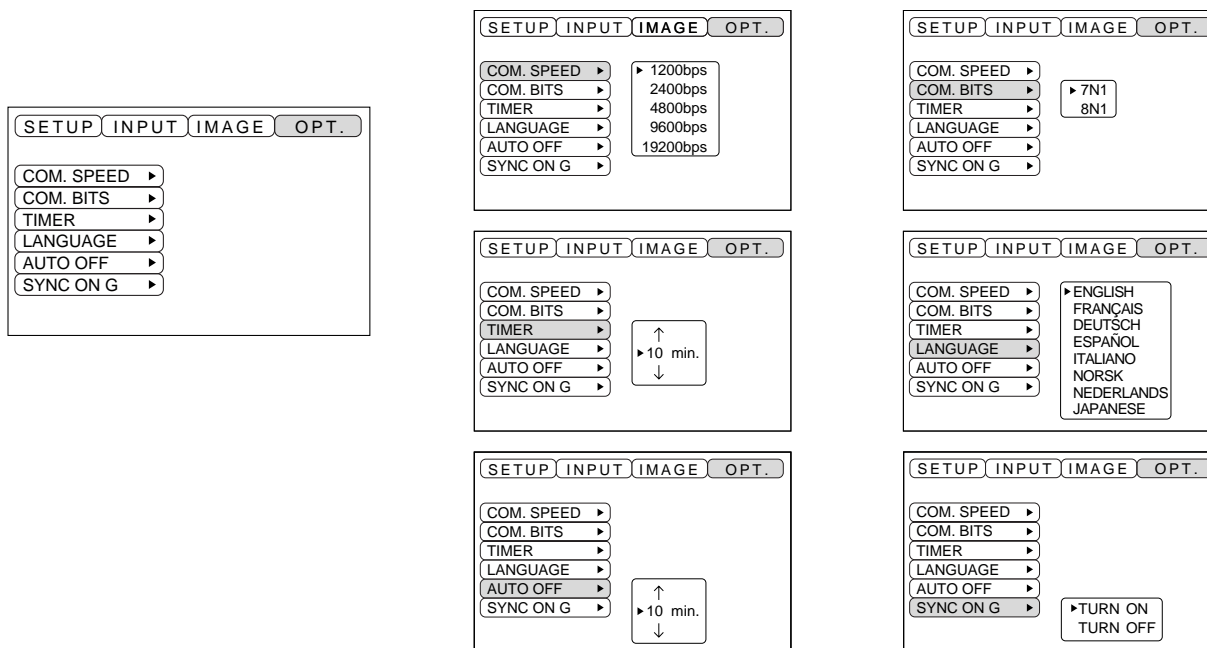 SETUP INPUT IMAGE OPT.
COM. SPEED
COM. BITS
TIMER
LANGUAGE
AUTO OFF
SYNC ON G
SETUP INPUT IMAGE OPT.
COM. SPEED 1200bps
COM. BITS 2400bps
TIMER 4800bps
LANGUAGE 9600bps
AUTO OFF 19200bps
SYNC ON G
SETUP INPUT IMAGE OPT.
COM. SPEED
COM. BITS 7N1
TIMER 8N1
LANGUAGE
AUTO OFF
SYNC ON G
SETUP INPUT IMAGE OPT.
COM. SPEED
COM. BITS
TIMER
LANGUAGE 10 min.
AUTO OFF
SYNC ON G
SETUP INPUT IMAGE OPT.
COM. SPEED ENGLISH
COM. BITS FRANÇAIS
TIMER DEUTSCH
LANGUAGE ESPAÑOL
AUTO OFF ITALIANO
SYNC ON G NORSK
NEDERLANDS
JAPANESE
SETUP INPUT IMAGE OPT.
COM. SPEED
COM. BITS
TIMER
LANGUAGE
AUTO OFF
SYNC ON G 10 min.
SETUP INPUT IMAGE OPT.
COM. SPEED
COM. BITS
TIMER
LANGUAGE
AUTO OFF
SYNC ON G TURN ON
TURN OFF